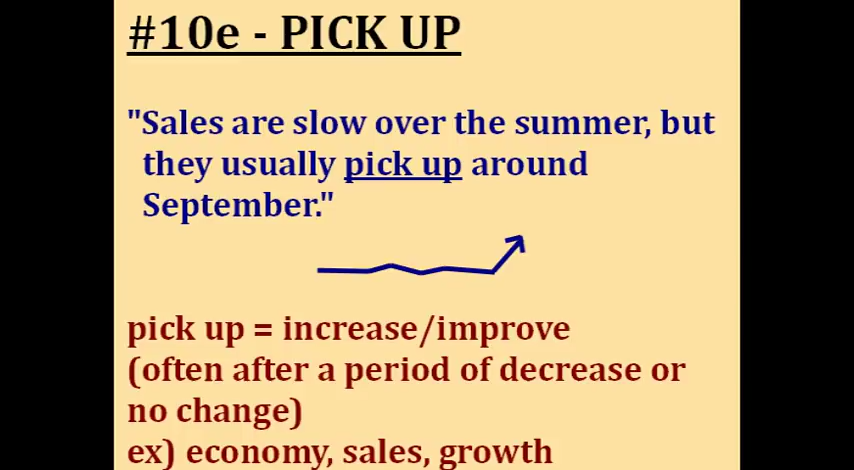 #10e - PICK UP
"Sales are slow over the summer, but
they usually pick up around
September."
pick up = increase/improve
(often after a period of decrease or
no change)
ex) economy, sales, growth